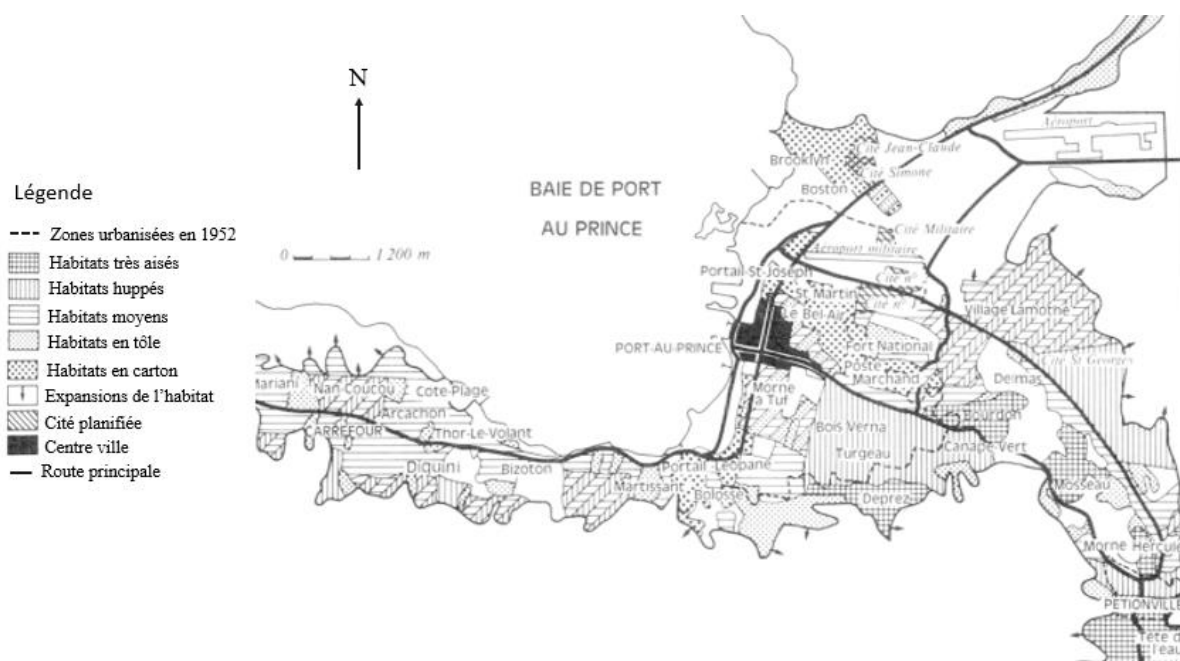 N
Légende
Zones urbanisées en 1952
Habitats très aisés
Habitats huppés
Habitats moyens
Habitats en tôle
Habitats en carton
Expansions de l’habitat
Cité planifiée
Centre ville
Route principale
BAIE DE PORT
AU PRINCE
0 1 200 m
Aéroport
Cité Jean-Claude
Brooklyn
Cité Simone
Boston
Cité Militaire
Aéroport militaire
Portail-St-Joseph
Cité n°
St Martin
Cité n° 1
Le Bel-Air
Village Lamothe
PORT-AU-PRINCE
Fort National
Cité St Georges
Poste
Marchand
Delmas
Mariani
Nan-Coucou
Cote-Plage
Morne
à Tuf
Bourdon
Arcachon
CARREFOUR
Thor-Le-Volant
Bois Verna
Canapé Vert
Turgeau
Diquini
Bizoton
Portail-Léogane
Martissant
Bolosse
Deprez
Mosseau
Morne Hercule
PETIONVILLE
Tête d
l'eau